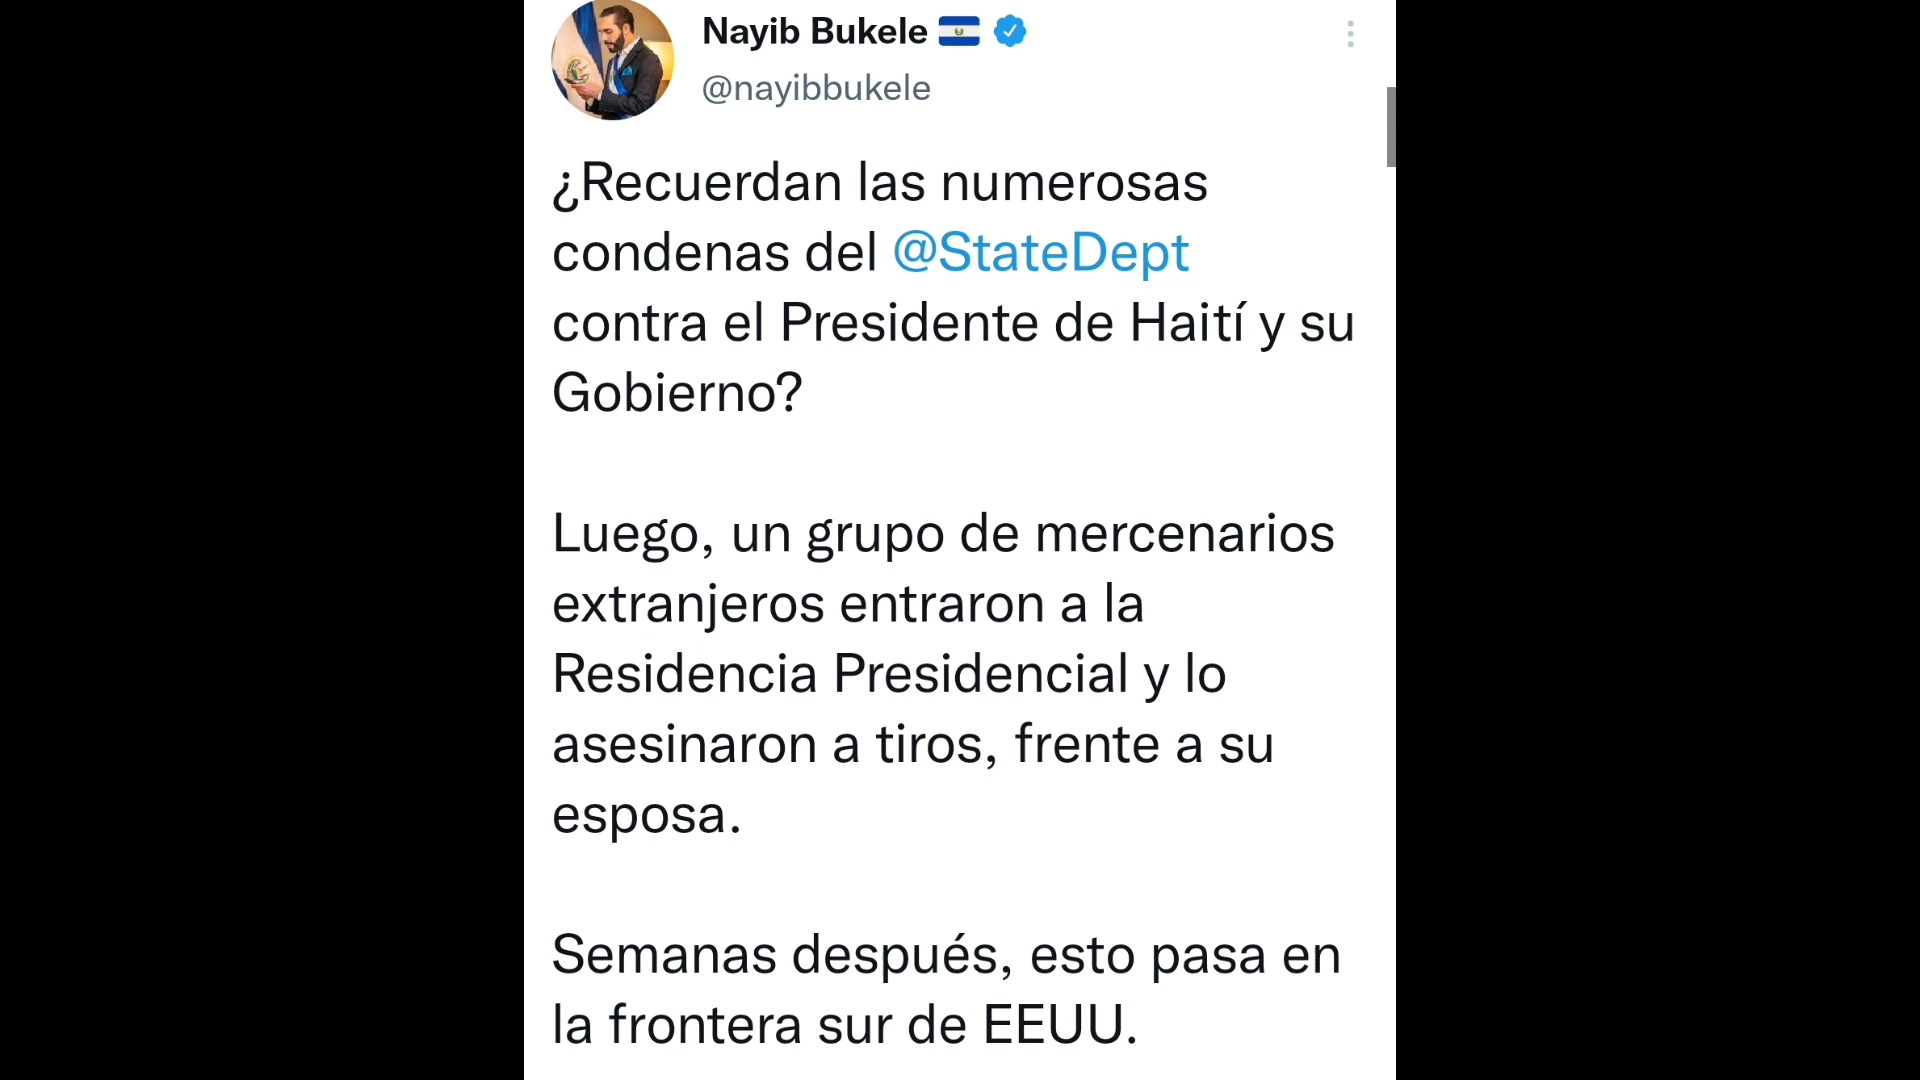 Nayib Bukele
@nayibbukele
¿Recuerdan las numerosas
condenas del @StateDept
contra el Presidente de Haití y su
Gobierno?
Luego, un grupo de mercenarios
extranjeros entraron a la
Residencia Presidencial y lo
asesinaron a tiros, frente a su
esposa.
Semanas después, esto pasa en
la frontera sur de EEUU.